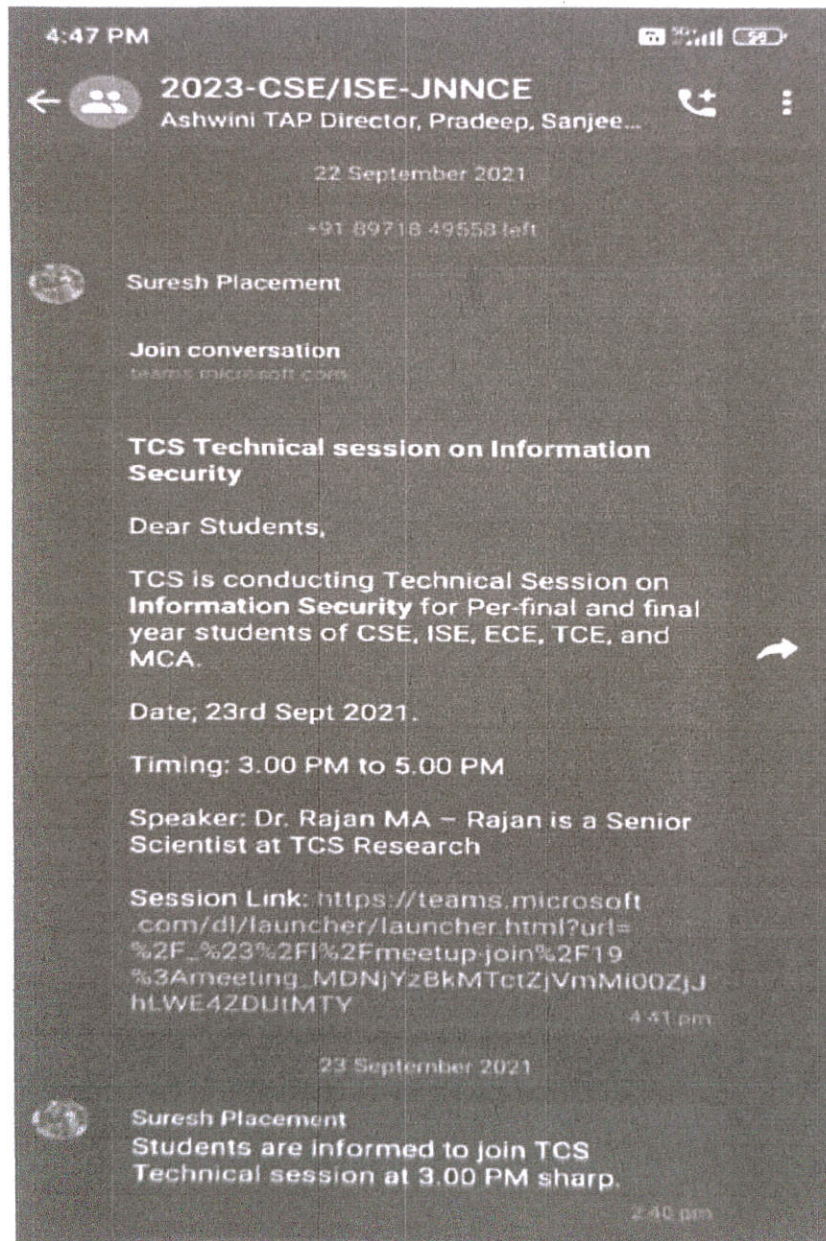 4:47 PM
2023-CSE/ISE-JNNCE
Ashwini TAP Director, Pradeep, Sanjee...
22 September 2021
+91 89718 49558 left
Suresh Placement
Join conversation
teams.microsoft.com
TCS Technical session on Information
Security
Dear Students,
TCS is conducting Technical Session on
Information Security for Per-final and final
year students of CSE, ISE, ECE, TCE, and
MCA.
Date; 23rd Sept 2021.
Timing: 3.00 PM to 5.00 PM
Speaker: Dr. Rajan MA – Rajan is a Senior
Scientist at TCS Research
Session Link: https://teams.microsoft
.com/dl/launcher/launcher.html?url=
%2F_%23%2Fl%2Fmeetup-join%2F19
%3Ameeting_MDNjYzBkMTctZjVmMi00ZjJ
hLWE4ZDUtMTY
4:41 pm
23 September 2021
Suresh Placement
Students are informed to join TCS
Technical session at 3.00 PM sharp.
2:40 pm